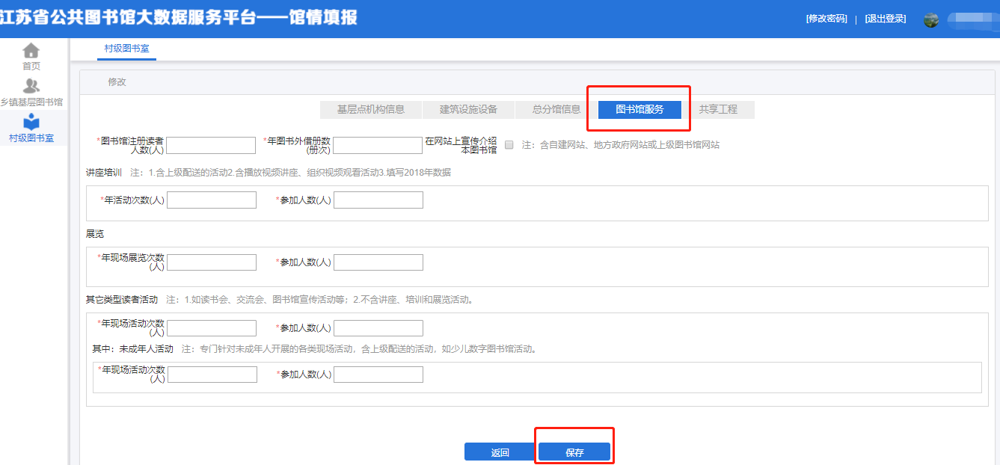 江苏省公共图书馆大数据服务平台——馆情填报
[修改密码] | [退出登录]
首页
乡镇基层图书馆
村级图书室
村级图书室
修改
基层点机构信息 建筑设施设备 总分馆信息 图书馆服务 共享工程
*图书馆注册读者人数(人) *年图书外借册数(册次) 在网站上宣传介绍本图书馆 注：含自建网站、地方政府网站或上级图书馆网站
讲座培训 注：1.含上级配送的活动2.含播放视频讲座、组织视频观看活动3.填写2018年数据
*年活动次数(人) *参加人数(人)
展览
*年现场展览次数(人) *参加人数(人)
其它类型读者活动 注：1.如读书会、交流会、图书馆宣传活动等；2.不含讲座、培训和展览活动。
*年现场活动次数(人) *参加人数(人)
其中：未成年人活动 注：专门针对未成年人开展的各类现场活动，含上级配送的活动，如少儿数字图书馆活动。
*年现场活动次数(人) *参加人数(人)
返回 保存